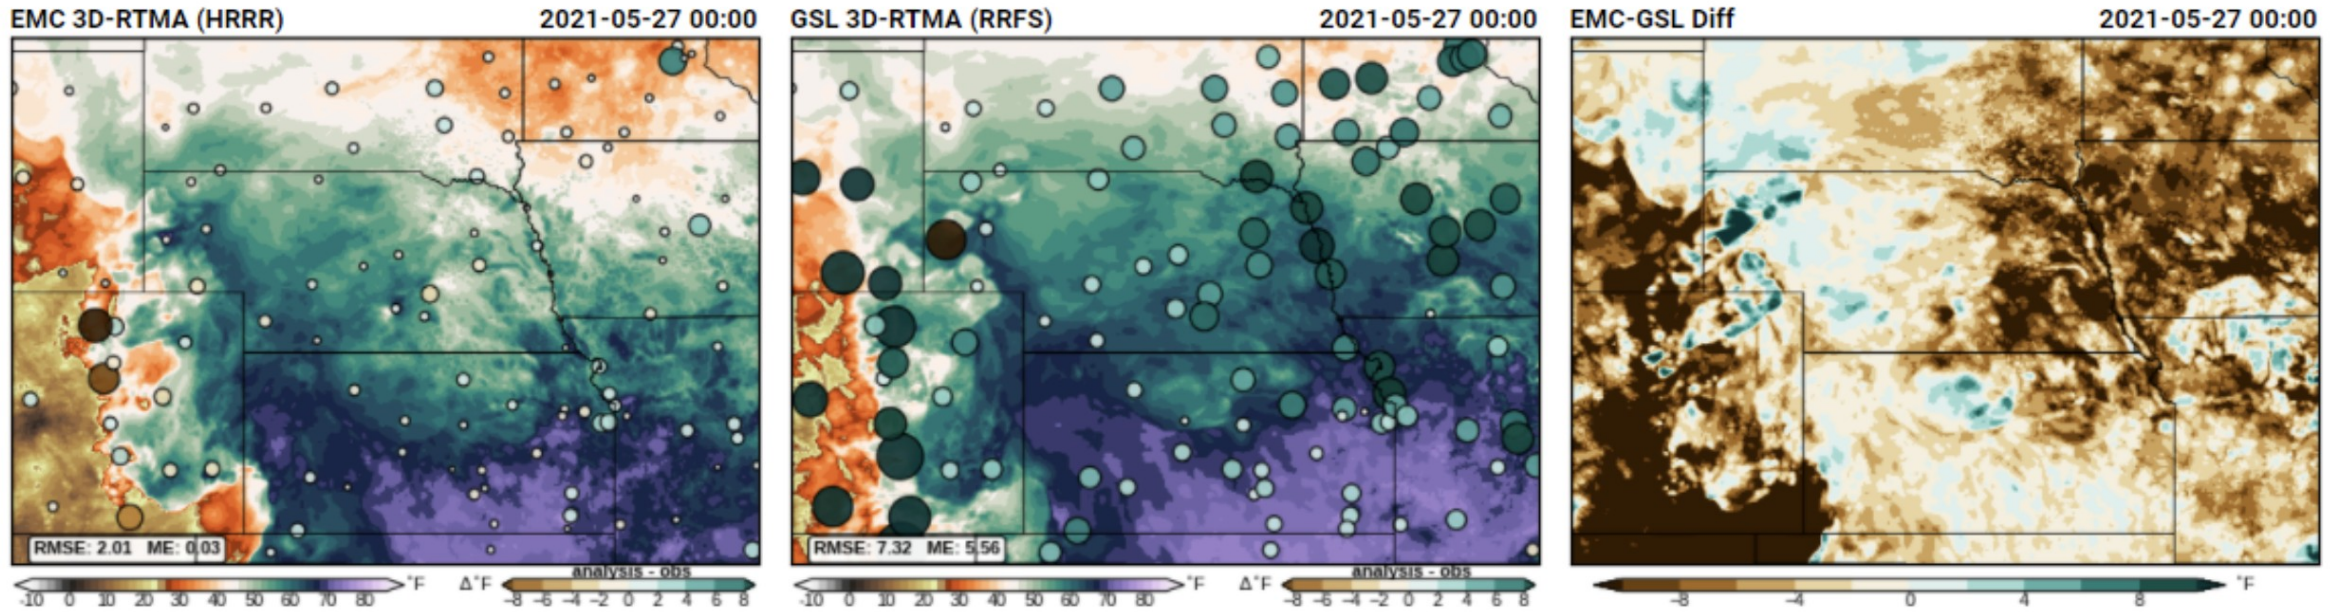 EMC 3D-RTMA (HRRR) 2021-05-27 00:00
GSL 3D-RTMA (RRFS) 2021-05-27 00:00
EMC-GSL Diff 2021-05-27 00:00
RMSE: 2.01 ME: 0.03
RMSE: 7.32 ME: 5.56
analysis - obs
analysis - obs
-10 0 10 20 30 40 50 60 70 80 °F
Δ°F −8 −6 −4 −2 0 2 4 6 8
-10 0 10 20 30 40 50 60 70 80 °F
Δ°F −8 −6 −4 −2 0 2 4 6 8
−8 −4 0 4 8 °F